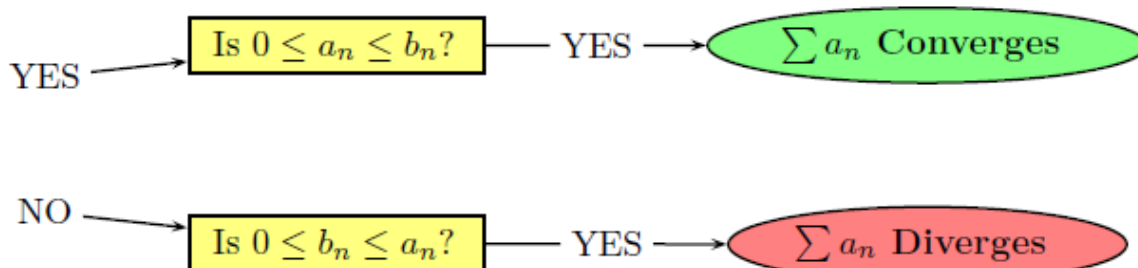 YES
Is 0 ≤ aₙ ≤ bₙ?
YES
∑ aₙ Converges
NO
Is 0 ≤ bₙ ≤ aₙ?
YES
∑ aₙ Diverges